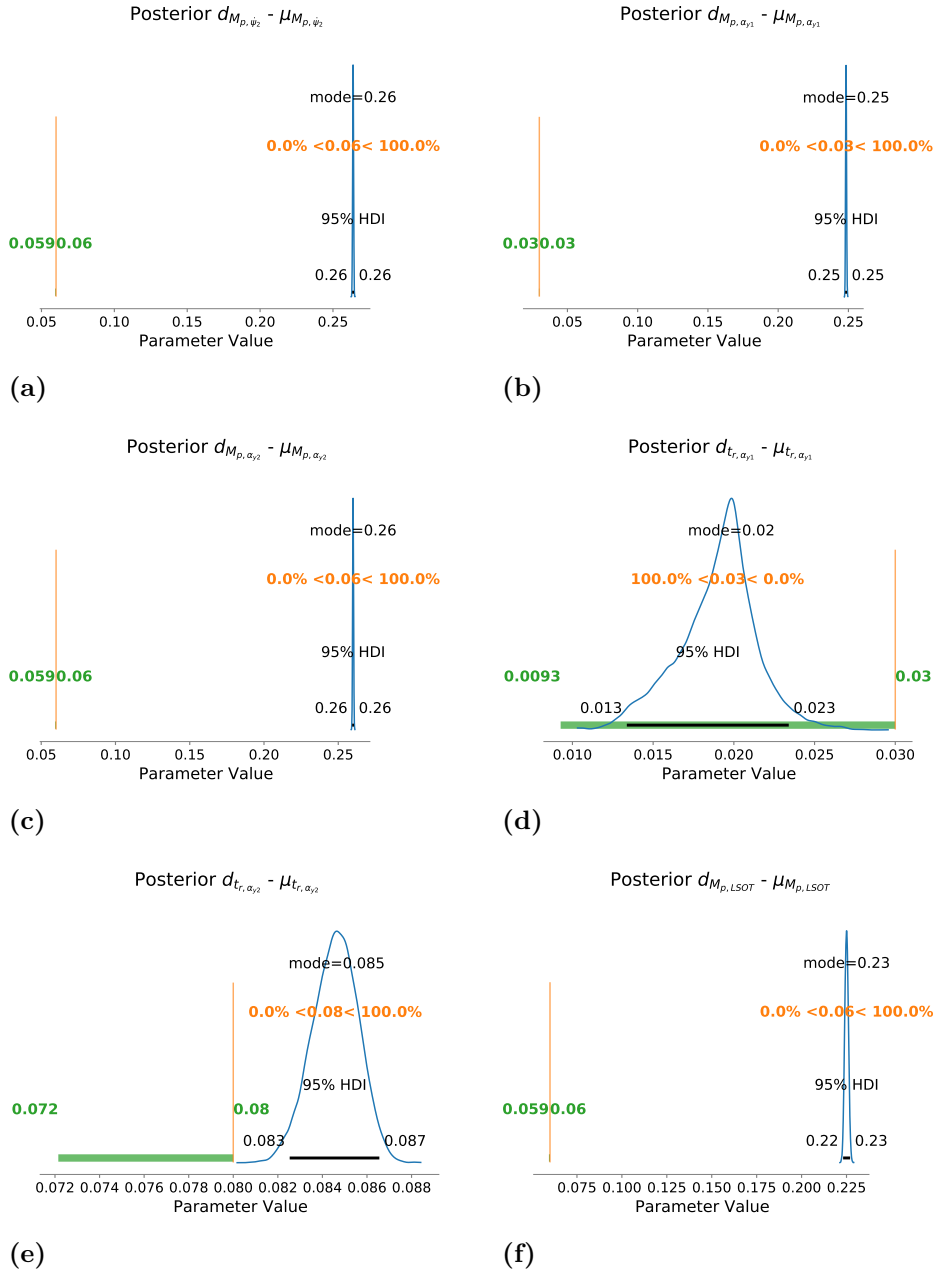 Posterior d_{M_{p,ψ̇_2}} - μ_{M_{p,ψ̇_2}}
mode=0.26
0.0% <0.06< 100.0%
95% HDI
0.059 0.06
0.26 0.26
0.05 0.10 0.15 0.20 0.25
Parameter Value
(a)
Posterior d_{M_{p,α_{y1}}} - μ_{M_{p,α_{y1}}}
mode=0.25
0.0% <0.03< 100.0%
95% HDI
0.03 0.03
0.25 0.25
0.05 0.10 0.15 0.20 0.25
Parameter Value
(b)
Posterior d_{M_{p,α_{y2}}} - μ_{M_{p,α_{y2}}}
mode=0.26
0.0% <0.06< 100.0%
95% HDI
0.059 0.06
0.26 0.26
0.05 0.10 0.15 0.20 0.25
Parameter Value
(c)
Posterior d_{t_{r,α_{y1}}} - μ_{t_{r,α_{y1}}}
mode=0.02
100.0% <0.03< 0.0%
95% HDI
0.0093 0.03
0.013 0.023
0.010 0.015 0.020 0.025 0.030
Parameter Value
(d)
Posterior d_{t_{r,α_{y2}}} - μ_{t_{r,α_{y2}}}
mode=0.085
0.0% <0.08< 100.0%
95% HDI
0.072 0.08
0.083 0.087
0.072 0.074 0.076 0.078 0.080 0.082 0.084 0.086 0.088
Parameter Value
(e)
Posterior d_{M_{p,LSOT}} - μ_{M_{p,LSOT}}
mode=0.23
0.0% <0.06< 100.0%
95% HDI
0.059 0.06
0.22 0.23
0.075 0.100 0.125 0.150 0.175 0.200 0.225
Parameter Value
(f)